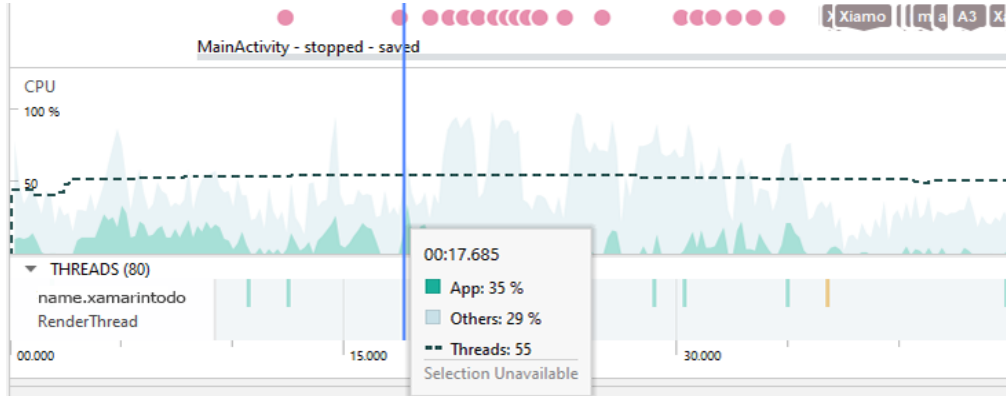 Xiamo m a A3 Xa
MainActivity - stopped - saved
CPU
100 %
50
00:17.685
App: 35 %
Others: 29 %
Threads: 55
Selection Unavailable
THREADS (80)
name.xamarintodo
RenderThread
00.000 15.000 30.000